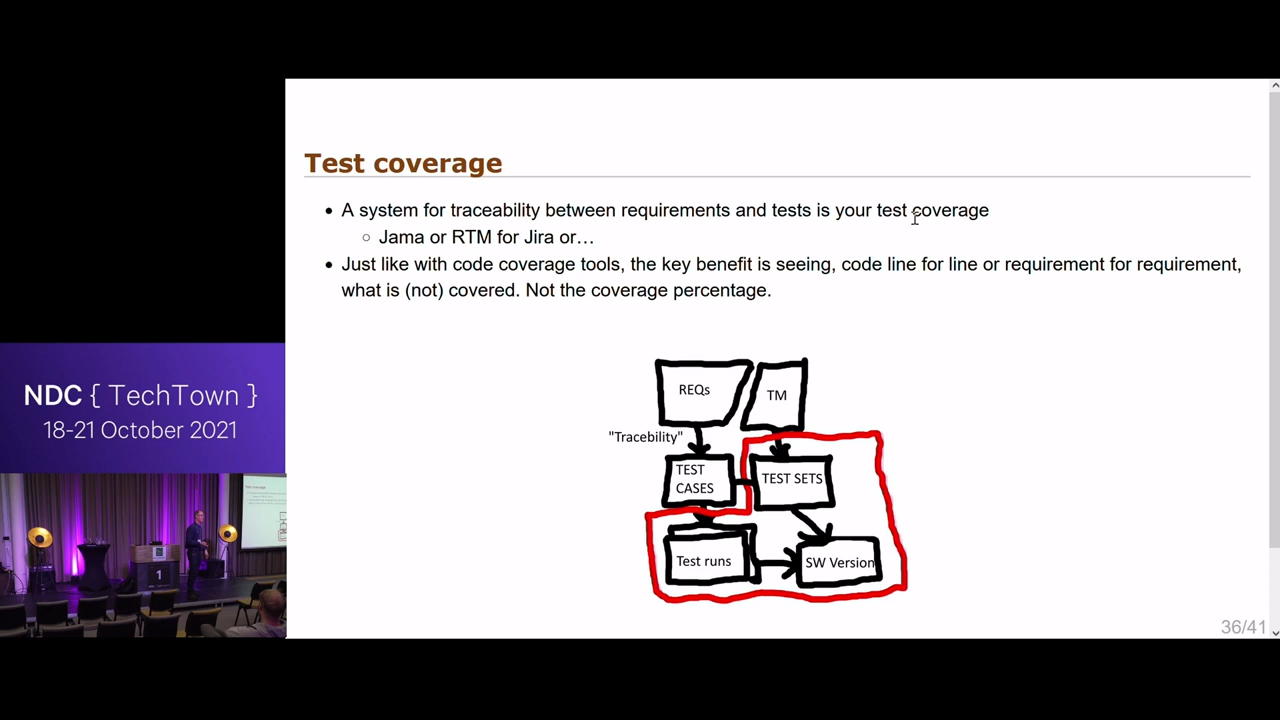 Test coverage
• A system for traceability between requirements and tests is your test coverage
○ Jama or RTM for Jira or…
• Just like with code coverage tools, the key benefit is seeing, code line for line or requirement for requirement,
what is (not) covered. Not the coverage percentage.
REQs
TM
"Tracebility"
TEST
CASES
TEST SETS
Test runs
SW Version
36/41
NDC { TechTown }
18-21 October 2021
1